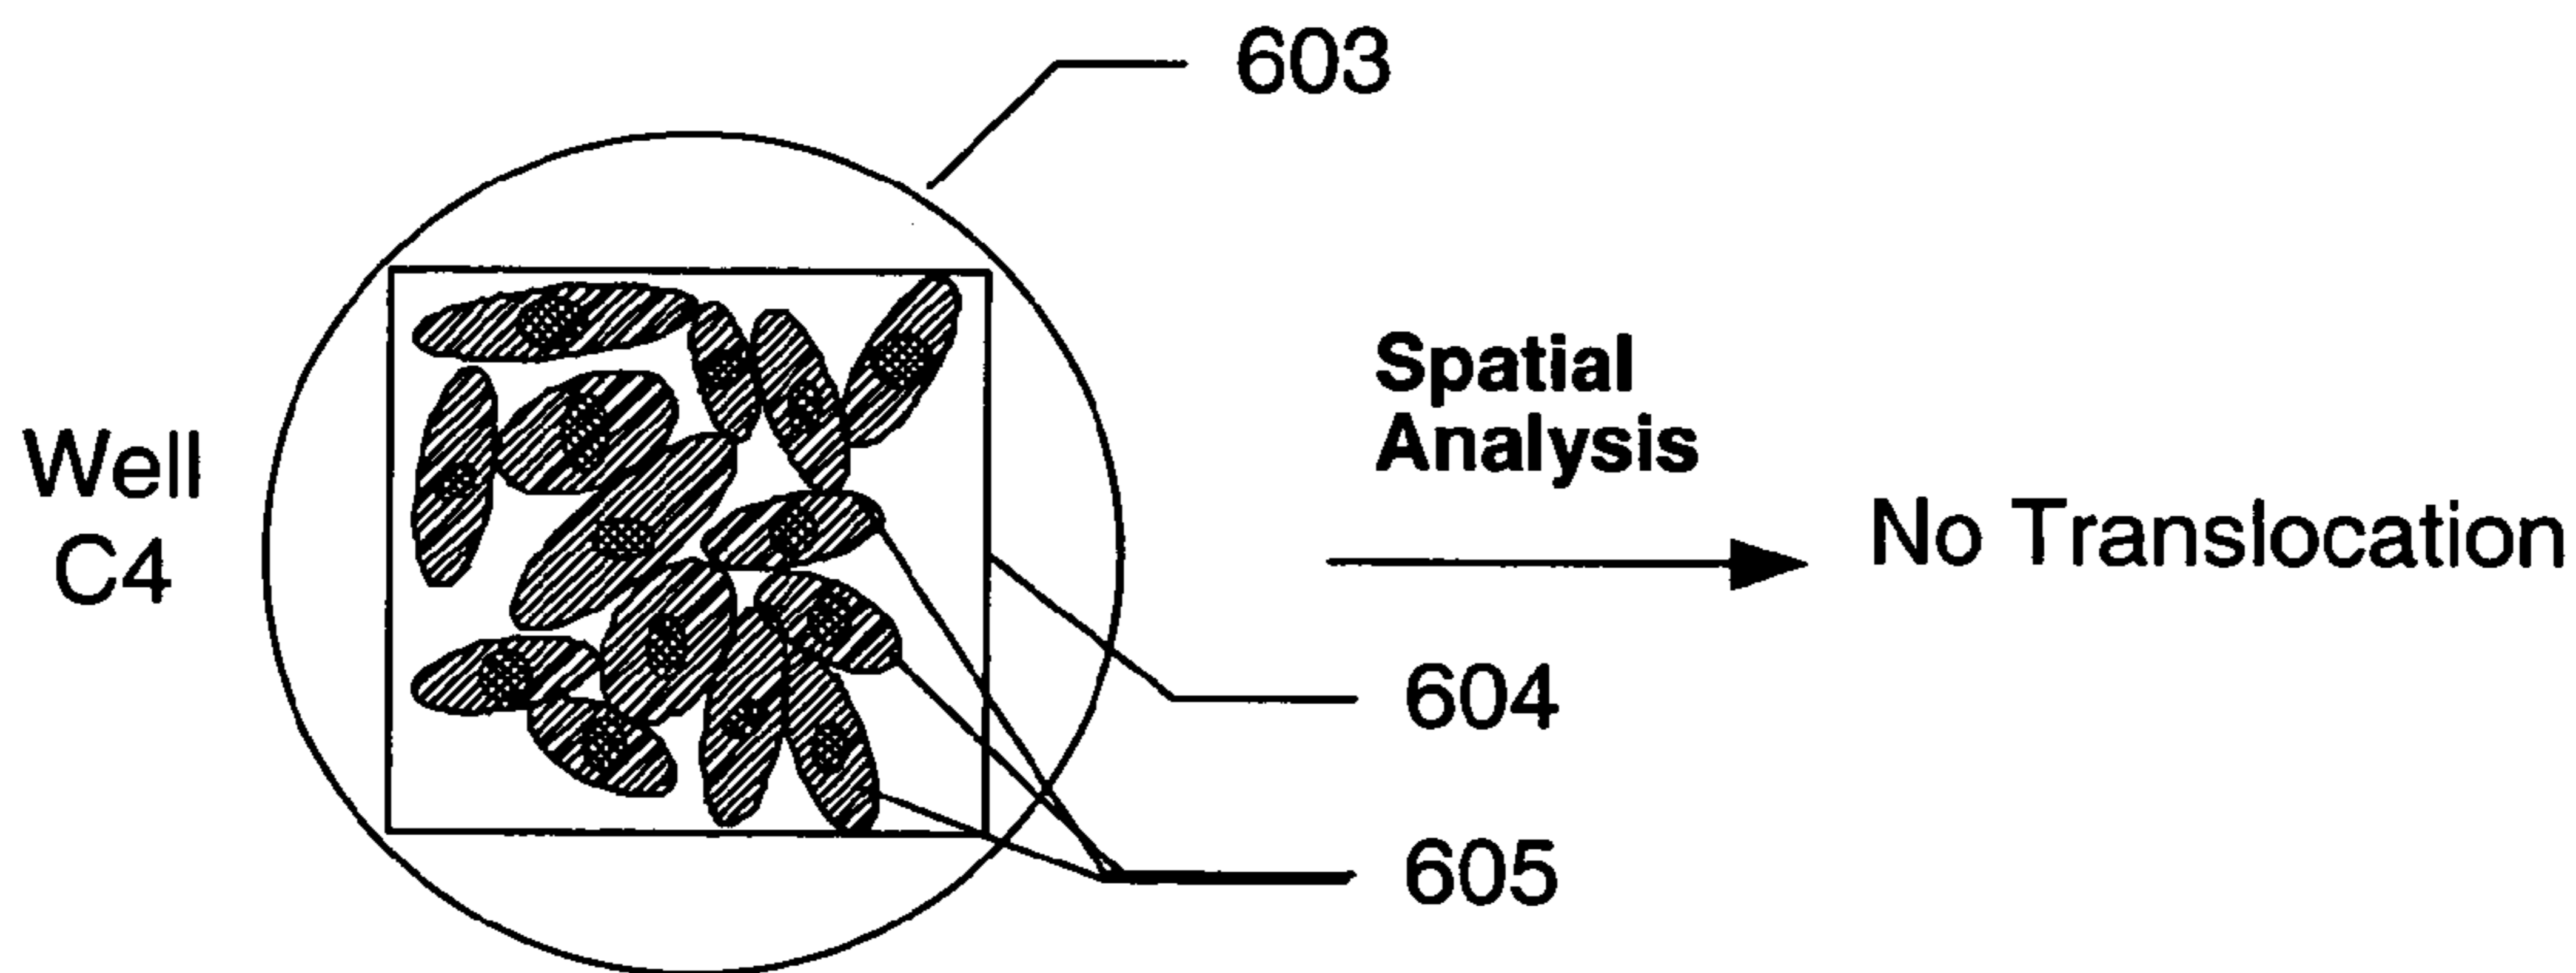 603
Well
C4
Spatial
Analysis
No Translocation
604
605